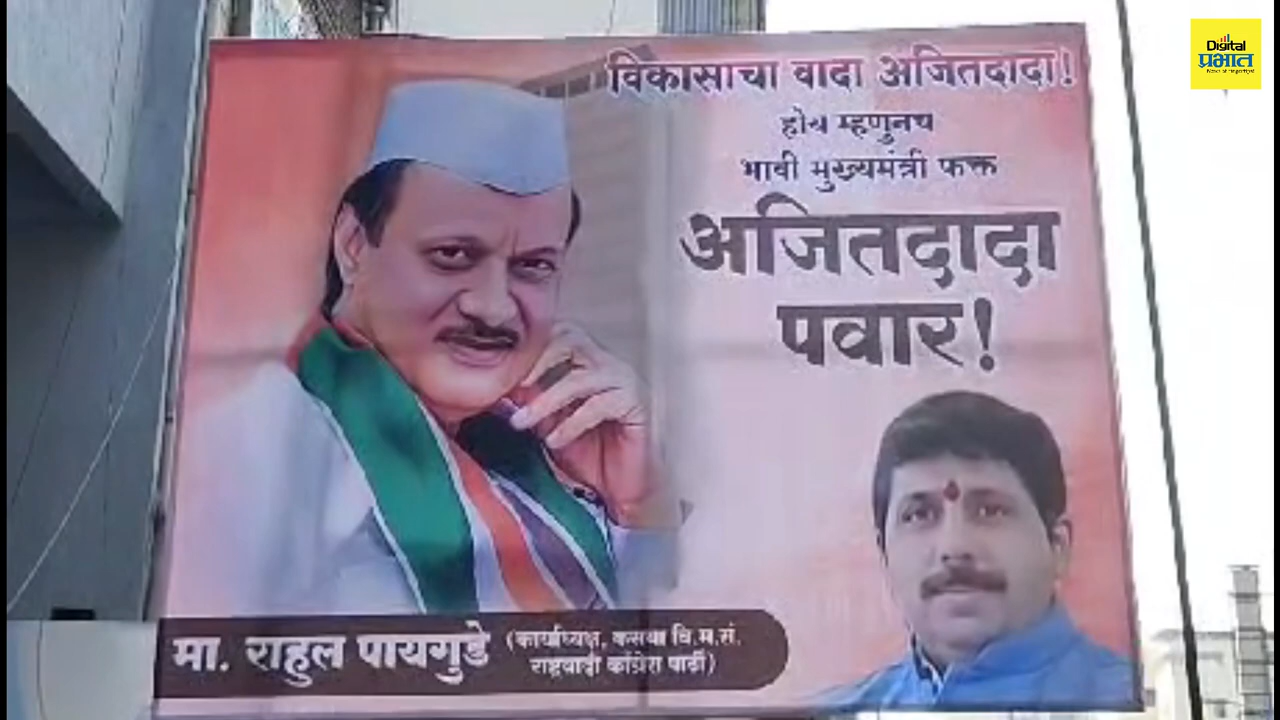 Digital
प्रभात
विकासाचा वादा अजितदादा!
होय म्हणुनच
भावी मुख्यमंत्री फक्त
अजितदादा
पवार!
मा. राहुल पायगुडे
(कार्याध्यक्ष, कसबा वि.म.सं.
राष्ट्रवादी काँग्रेस पार्टी)